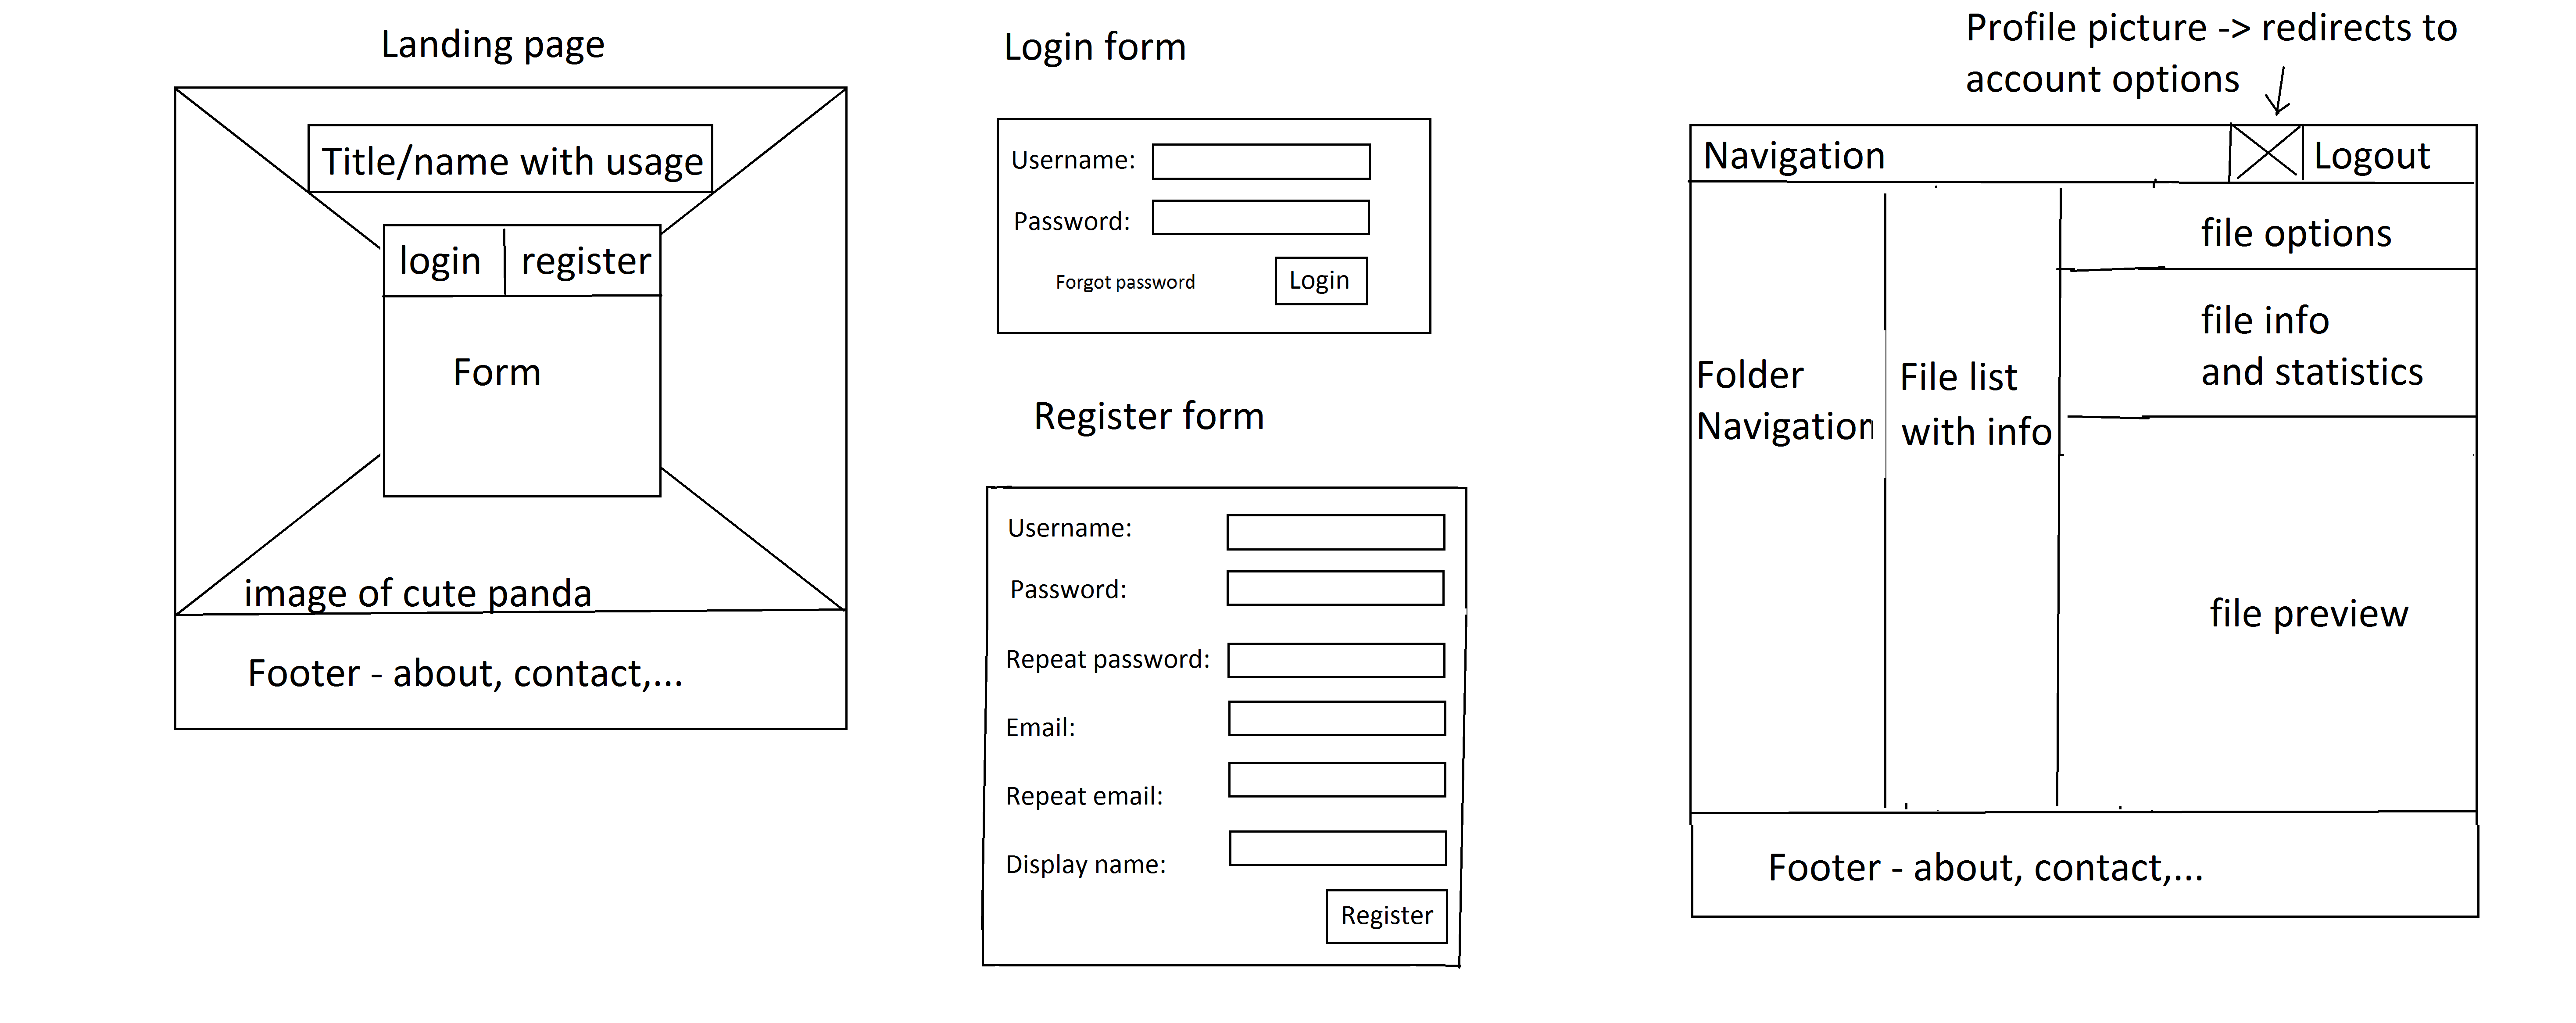 Landing page
Title/name with usage
login
register
Form
image of cute panda
Footer - about, contact,...
Login form
Username:
Password:
Forgot password
Login
Register form
Username:
Password:
Repeat password:
Email:
Repeat email:
Display name:
Register
Profile picture -> redirects to
account options
Navigation
Logout
Folder
Navigation
File list
with info
file options
file info
and statistics
file preview
Footer - about, contact,...